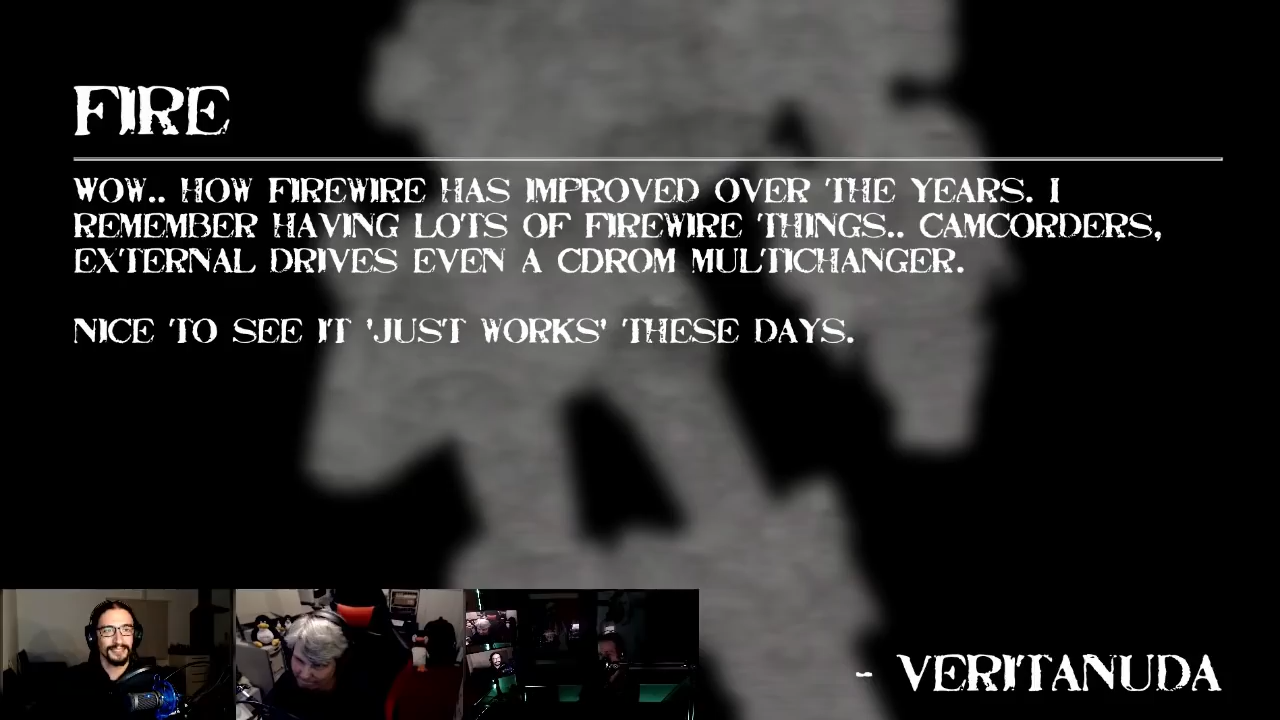 FIRE
WOW.. HOW FIREWIRE HAS IMPROVED OVER THE YEARS. I
REMEMBER HAVING LOTS OF FIREWIRE THINGS.. CAMCORDERS,
EXTERNAL DRIVES EVEN A CDROM MULTICHANGER.
NICE TO SEE IT 'JUST WORKS' THESE DAYS.
- VERITANUDA